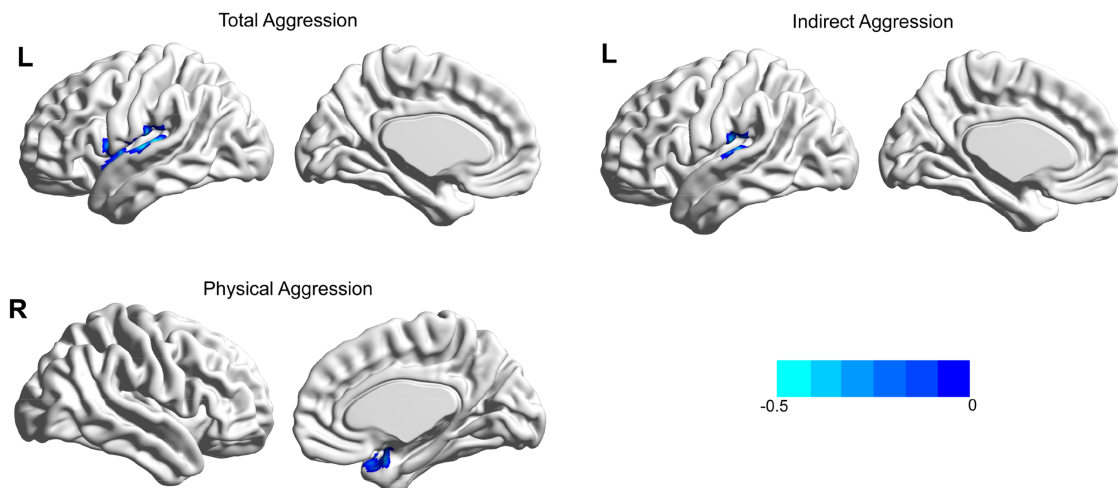 Total Aggression
Indirect Aggression
L
L
Physical Aggression
R
-0.5
0